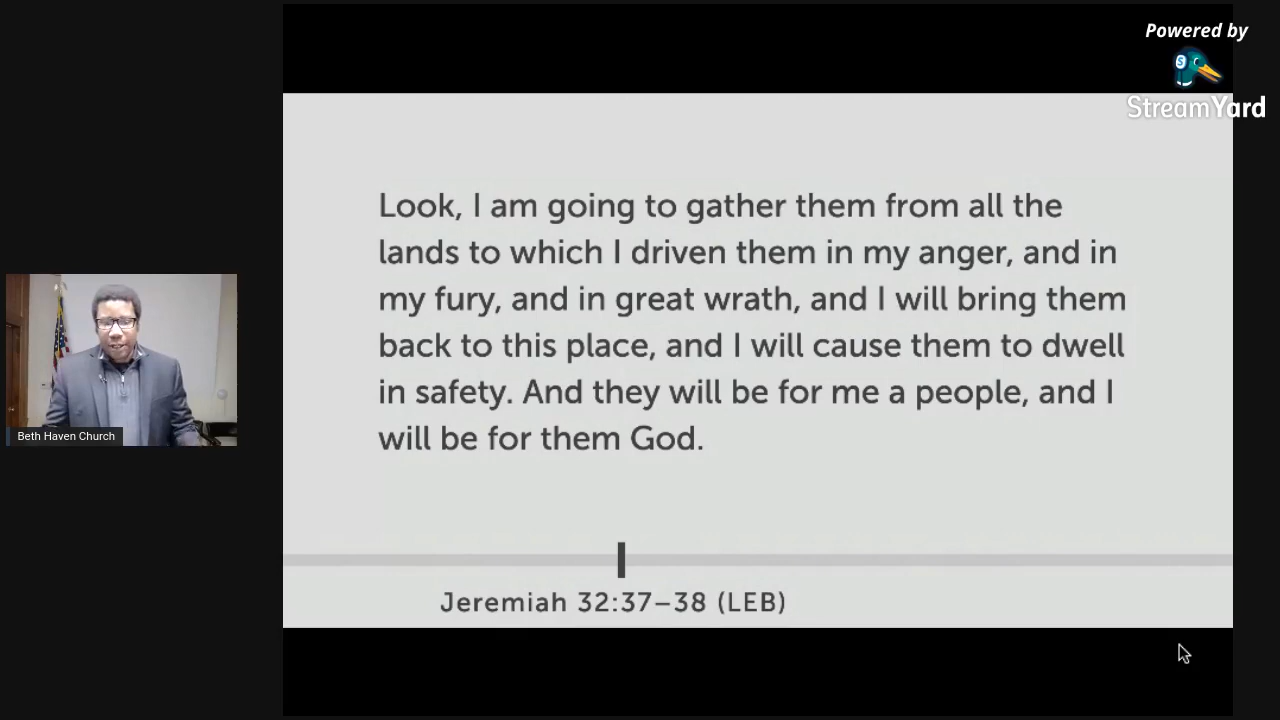 Powered by
StreamYard
Look, I am going to gather them from all the
lands to which I driven them in my anger, and in
my fury, and in great wrath, and I will bring them
back to this place, and I will cause them to dwell
in safety. And they will be for me a people, and I
will be for them God.
Beth Haven Church
Jeremiah 32:37–38 (LEB)